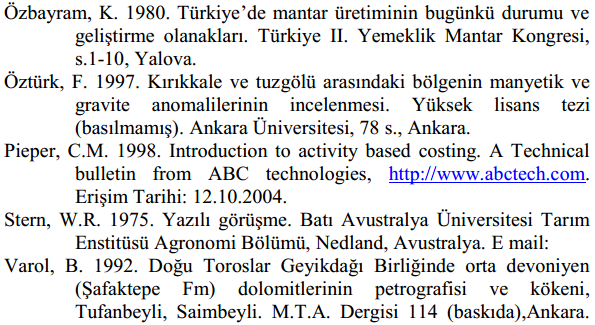 Özbayram, K. 1980. Türkiye’de mantar üretiminin bugünkü durumu ve
geliştirme olanakları. Türkiye II. Yemeklik Mantar Kongresi,
s.1-10, Yalova.
Öztürk, F. 1997. Kırıkkale ve tuzgölü arasındaki bölgenin manyetik ve
gravite anomalilerinin incelenmesi. Yüksek lisans tezi
(basılmamış). Ankara Üniversitesi, 78 s., Ankara.
Pieper, C.M. 1998. Introduction to activity based costing. A Technical
bulletin from ABC technologies, http://www.abctech.com.
Erişim Tarihi: 12.10.2004.
Stern, W.R. 1975. Yazılı görüşme. Batı Avustralya Üniversitesi Tarım
Enstitüsü Agronomi Bölümü, Nedland, Avustralya. E mail:
Varol, B. 1992. Doğu Toroslar Geyikdağı Birliğinde orta devoniyen
(Şafaktepe Fm) dolomitlerinin petrografisi ve kökeni,
Tufanbeyli, Saimbeyli. M.T.A. Dergisi 114 (baskıda),Ankara.